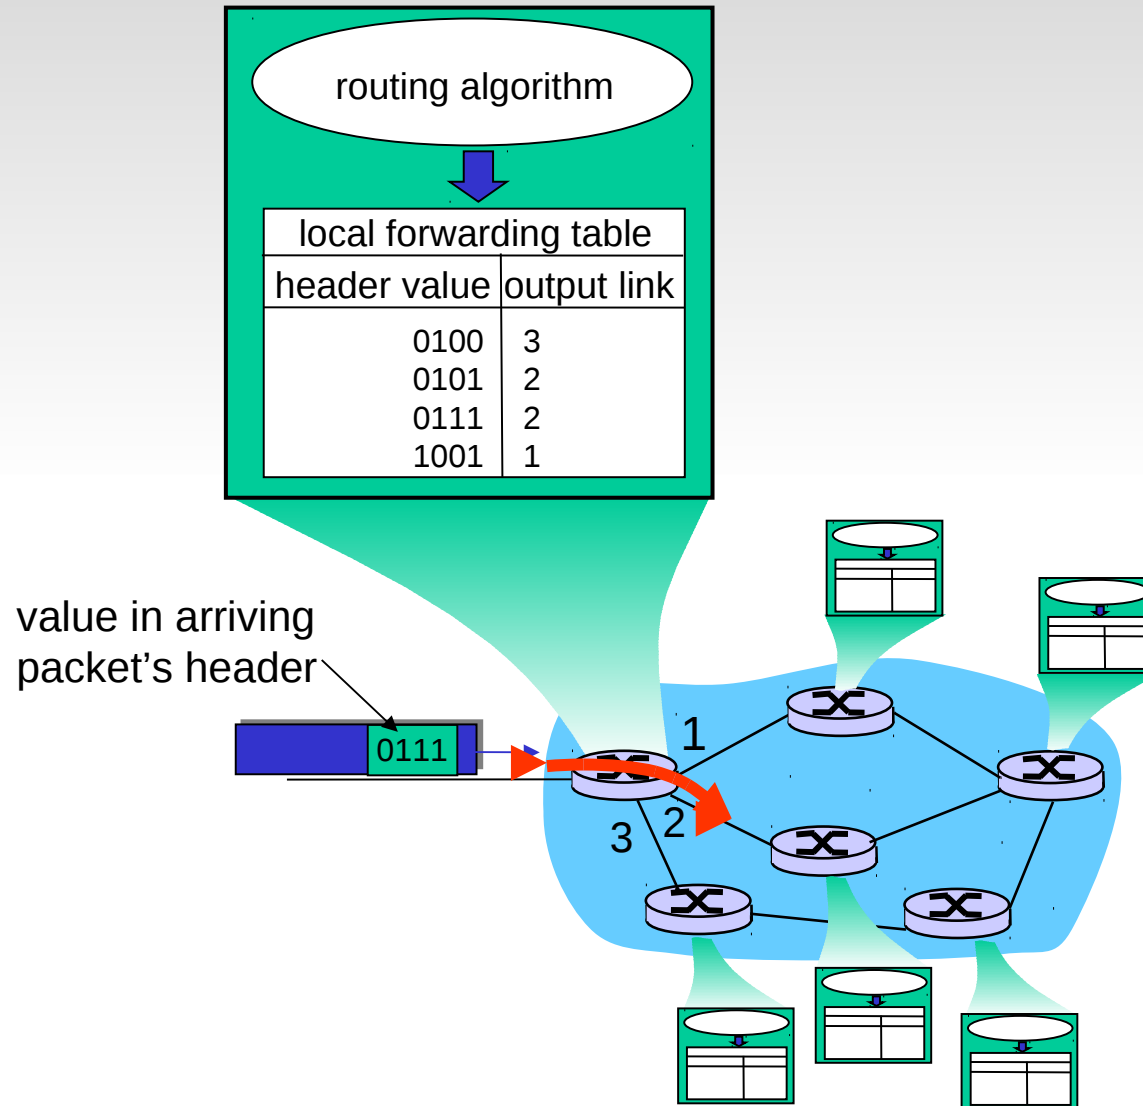 routing algorithm
local forwarding table
header value output link
0100 3
0101 2
0111 2
1001 1
value in arriving
packet’s header
0111
1
2
3